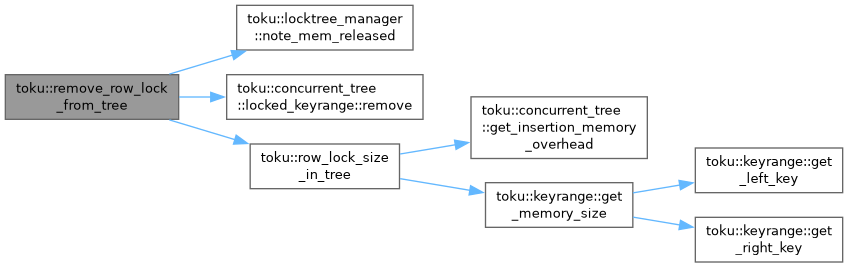 toku::locktree_manager
::note_mem_released
toku::remove_row_lock
_from_tree
toku::concurrent_tree
::locked_keyrange::remove
toku::row_lock_size
_in_tree
toku::concurrent_tree
::get_insertion_memory
_overhead
toku::keyrange::get
_memory_size
toku::keyrange::get
_left_key
toku::keyrange::get
_right_key